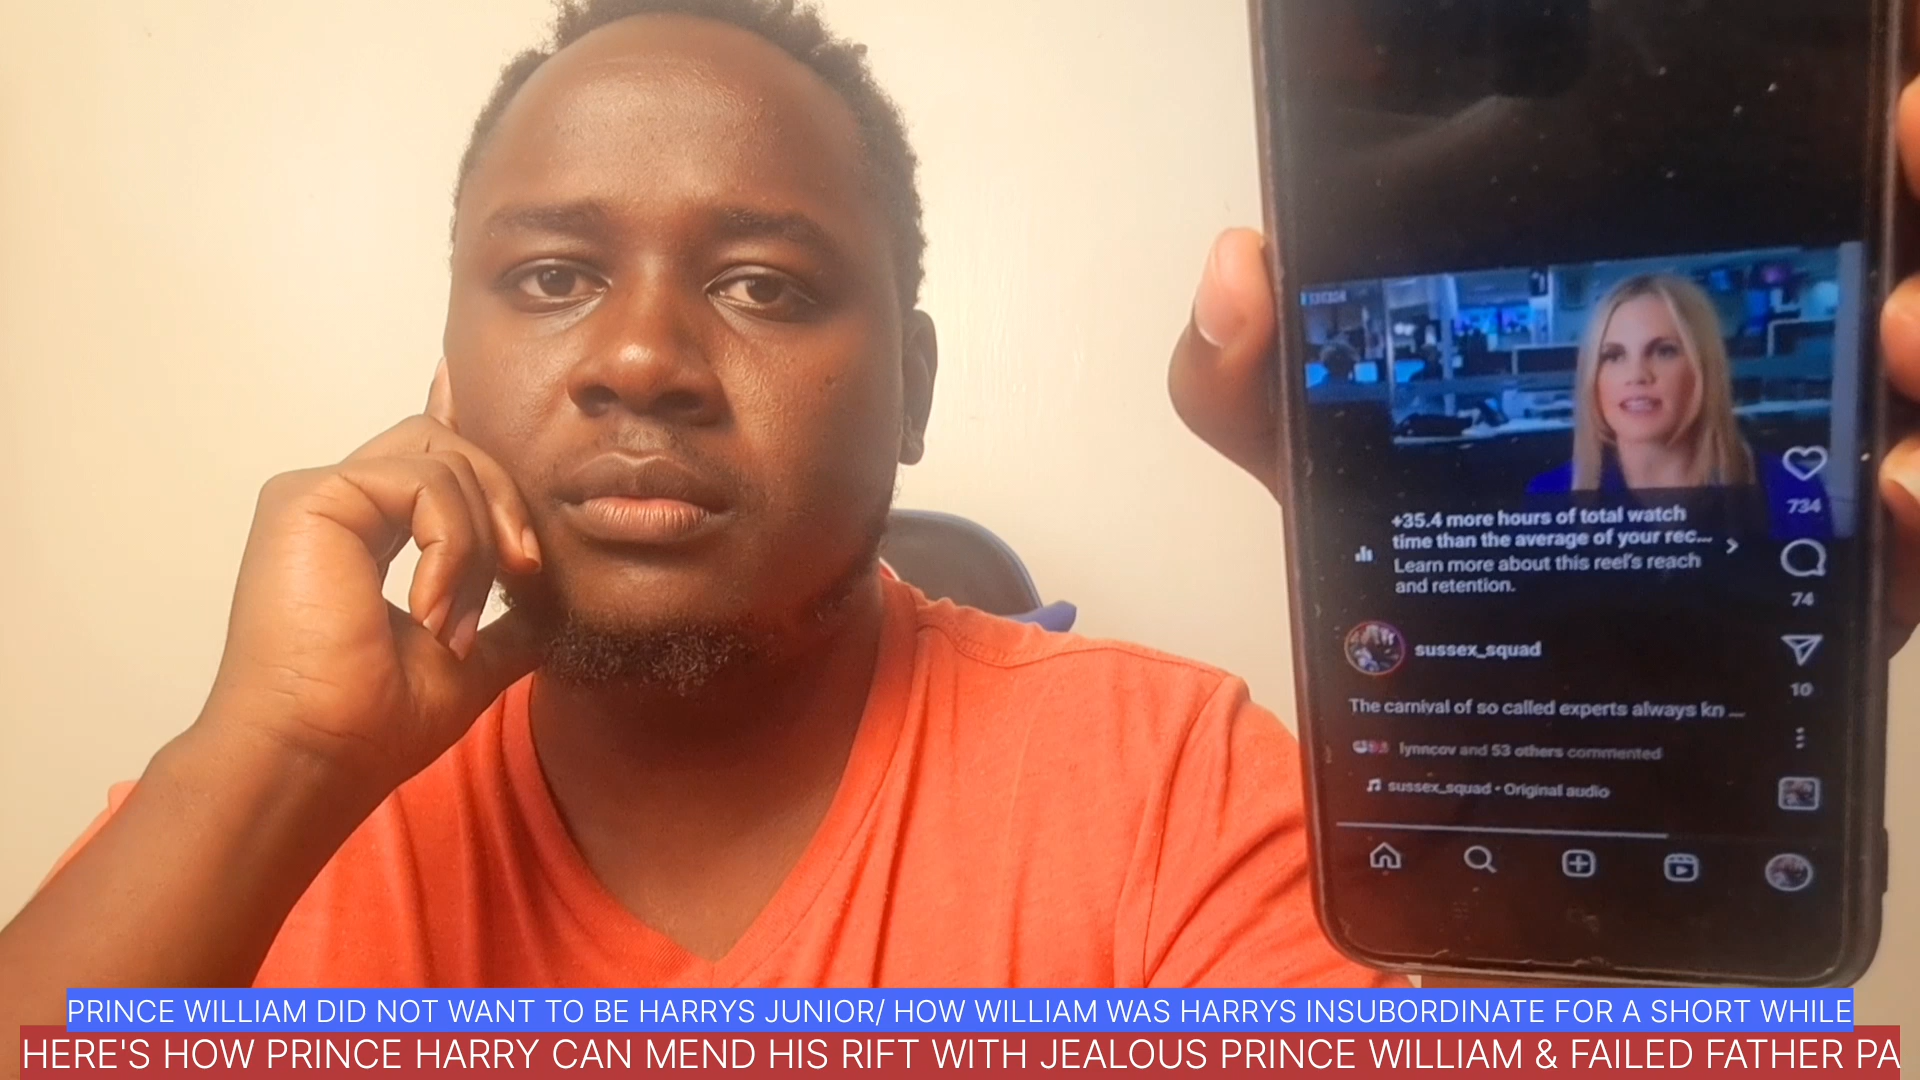 +35.4 more hours of total watch
time than the average of your rec...
Learn more about this reel's reach
and retention.
734
74
sussex_squad
10
The carnival of so called experts always kn ...
lynncov and 53 others commented
sussex_squad • Original audio
PRINCE WILLIAM DID NOT WANT TO BE HARRYS JUNIOR/ HOW WILLIAM WAS HARRYS INSUBORDINATE FOR A SHORT WHILE
HERE'S HOW PRINCE HARRY CAN MEND HIS RIFT WITH JEALOUS PRINCE WILLIAM & FAILED FATHER PA